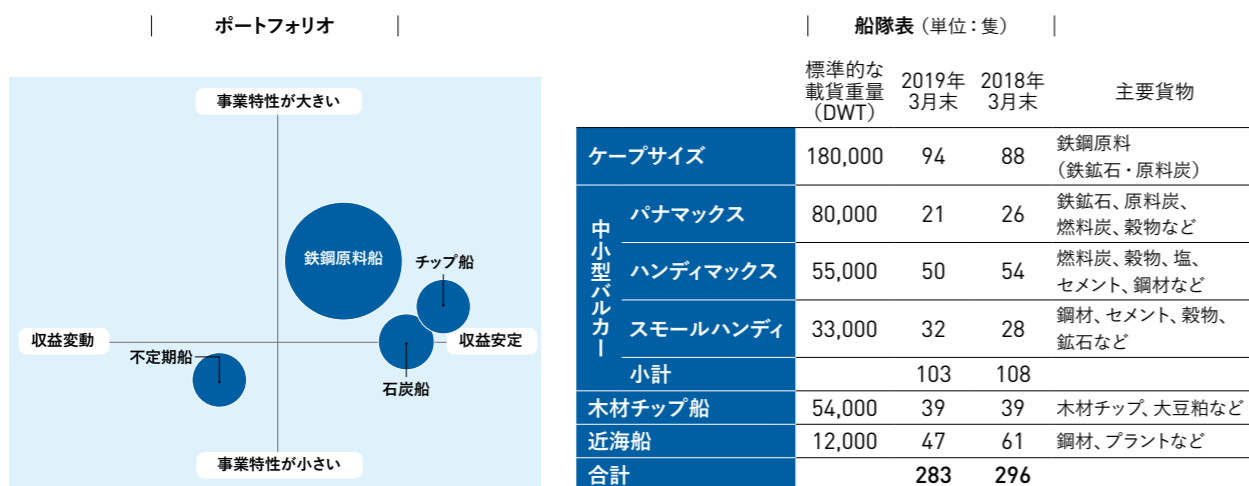 ポートフォリオ
事業特性が大きい
鉄鋼原料船
チップ船
収益変動
収益安定
不定期船
石炭船
事業特性が小さい
船隊表（単位：隻）
標準的な
載貨重量
（DWT）
2019年
3月末
2018年
3月末
主要貨物
ケープサイズ 180,000 94 88 鉄鋼原料
（鉄鉱石・原料炭）
中小型バルカー
パナマックス 80,000 21 26 鉄鉱石、原料炭、
燃料炭、穀物など
ハンディマックス 55,000 50 54 燃料炭、穀物、塩、
セメント、鋼材など
スモールハンディ 33,000 32 28 鋼材、セメント、穀物、
鉱石など
小計 103 108
木材チップ船 54,000 39 39 木材チップ、大豆粕など
近海船 12,000 47 61 鋼材、プラントなど
合計 283 296